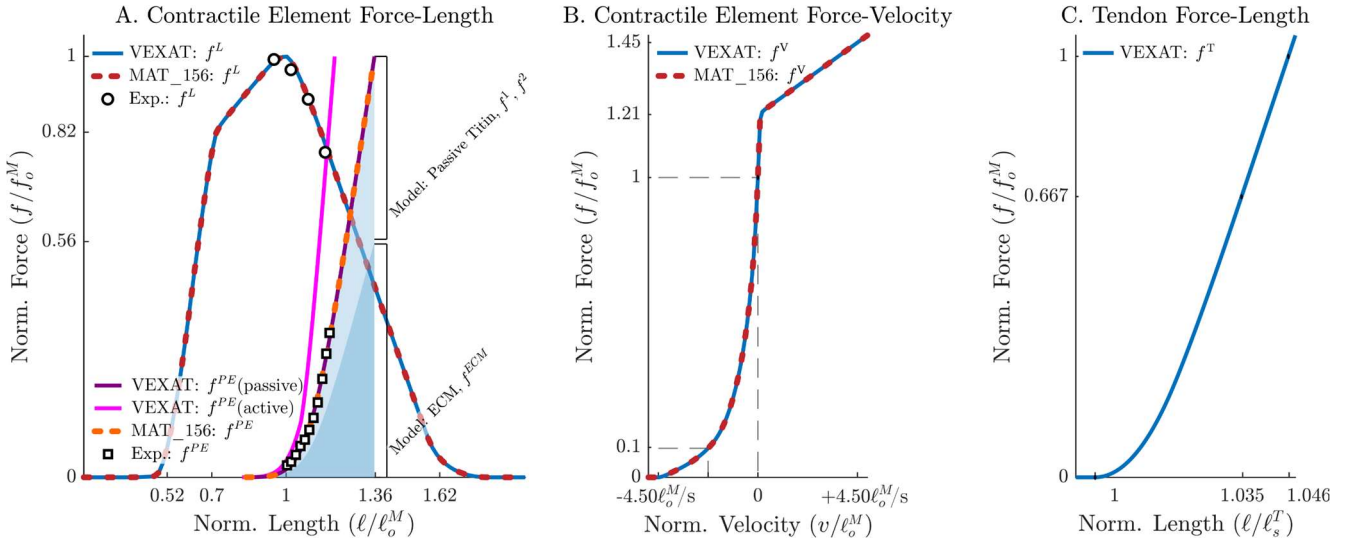 A. Contractile Element Force-Length
VEXAT: f^L
MAT_156: f^L
Exp.: f^L
1
0.82
0.56
0
Norm. Force (f/f_o^M)
VEXAT: f^PE(passive)
VEXAT: f^PE(active)
MAT_156: f^PE
Exp.: f^PE
Model: Passive Titin, f^1, f^2
Model: ECM, f^ECM
0.52 0.7 1 1.36 1.62
Norm. Length (ℓ/ℓ_o^M)
B. Contractile Element Force-Velocity
VEXAT: f^V
MAT_156: f^V
1.45
1.21
1
0.1
0
Norm. Force (f/f_o^M)
-4.50ℓ_o^M/s 0 +4.50ℓ_o^M/s
Norm. Velocity (v/ℓ_o^M)
C. Tendon Force-Length
VEXAT: f^T
1
0.667
0
Norm. Force (f/f_o^M)
1 1.035 1.046
Norm. Length (ℓ/ℓ_s^T)